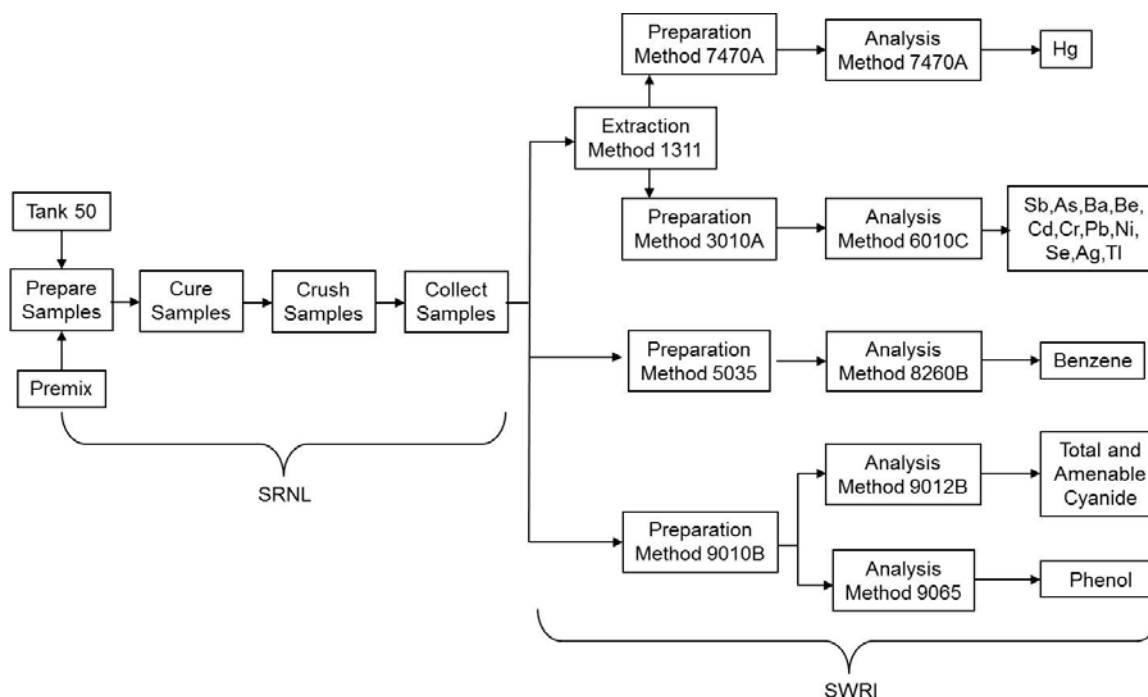 Preparation
Method 7470A
Analysis
Method 7470A
Hg
Extraction
Method 1311
Tank 50
Preparation
Method 3010A
Analysis
Method 6010C
Sb,As,Ba,Be,
Cd,Cr,Pb,Ni,
Se,Ag,Tl
Prepare
Samples
Cure
Samples
Crush
Samples
Collect
Samples
Premix
Preparation
Method 5035
Analysis
Method 8260B
Benzene
SRNL
Analysis
Method 9012B
Total and
Amenable
Cyanide
Preparation
Method 9010B
Analysis
Method 9065
Phenol
SWRI